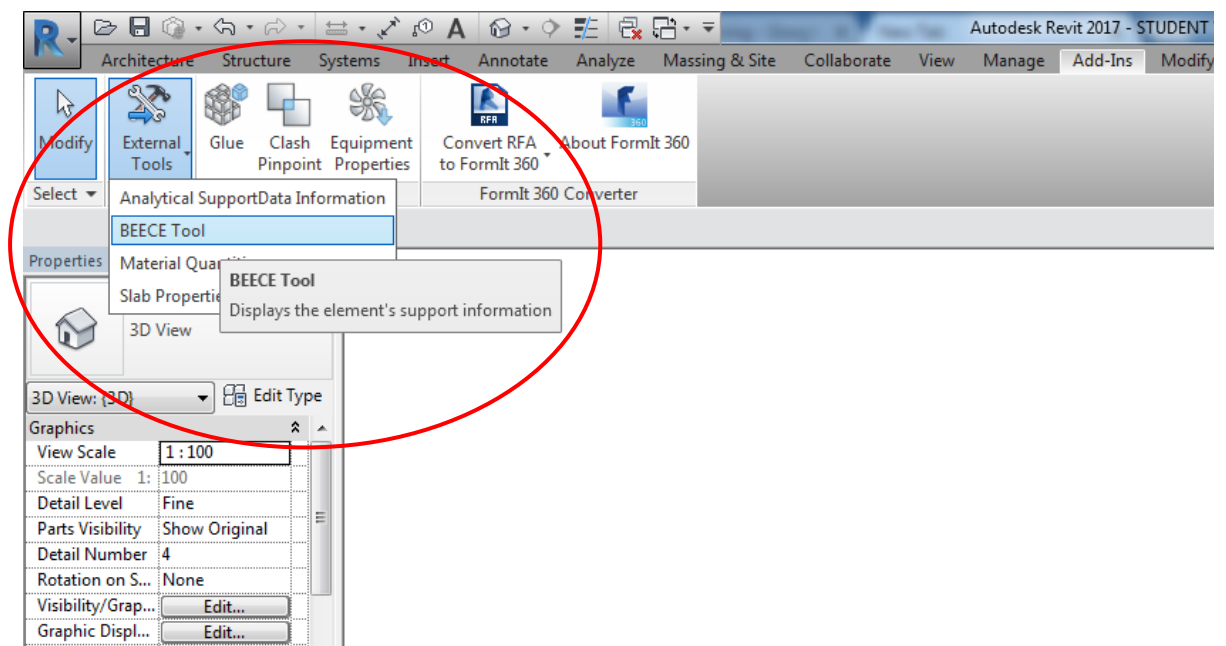 Autodesk Revit 2017 - STUDENT
Architecture Structure Systems Insert Annotate Analyze Massing & Site Collaborate View Manage Add-Ins Modify
Modify
External
Tools
Glue
Clash
Pinpoint
Equipment
Properties
RFA
Convert RFA
to FormIt 360
360
About FormIt 360
Select
FormIt 360 Converter
Analytical SupportData Information
BEECE Tool
Properties
Material
Slab
BEECE Tool
Displays the element's support information
3D View
3D View: {3D}
Edit Type
Graphics
View Scale 1 : 100
Scale Value 1: 100
Detail Level Fine
Parts Visibility Show Original
Detail Number 4
Rotation on S... None
Visibility/Grap... Edit...
Graphic Displ... Edit...